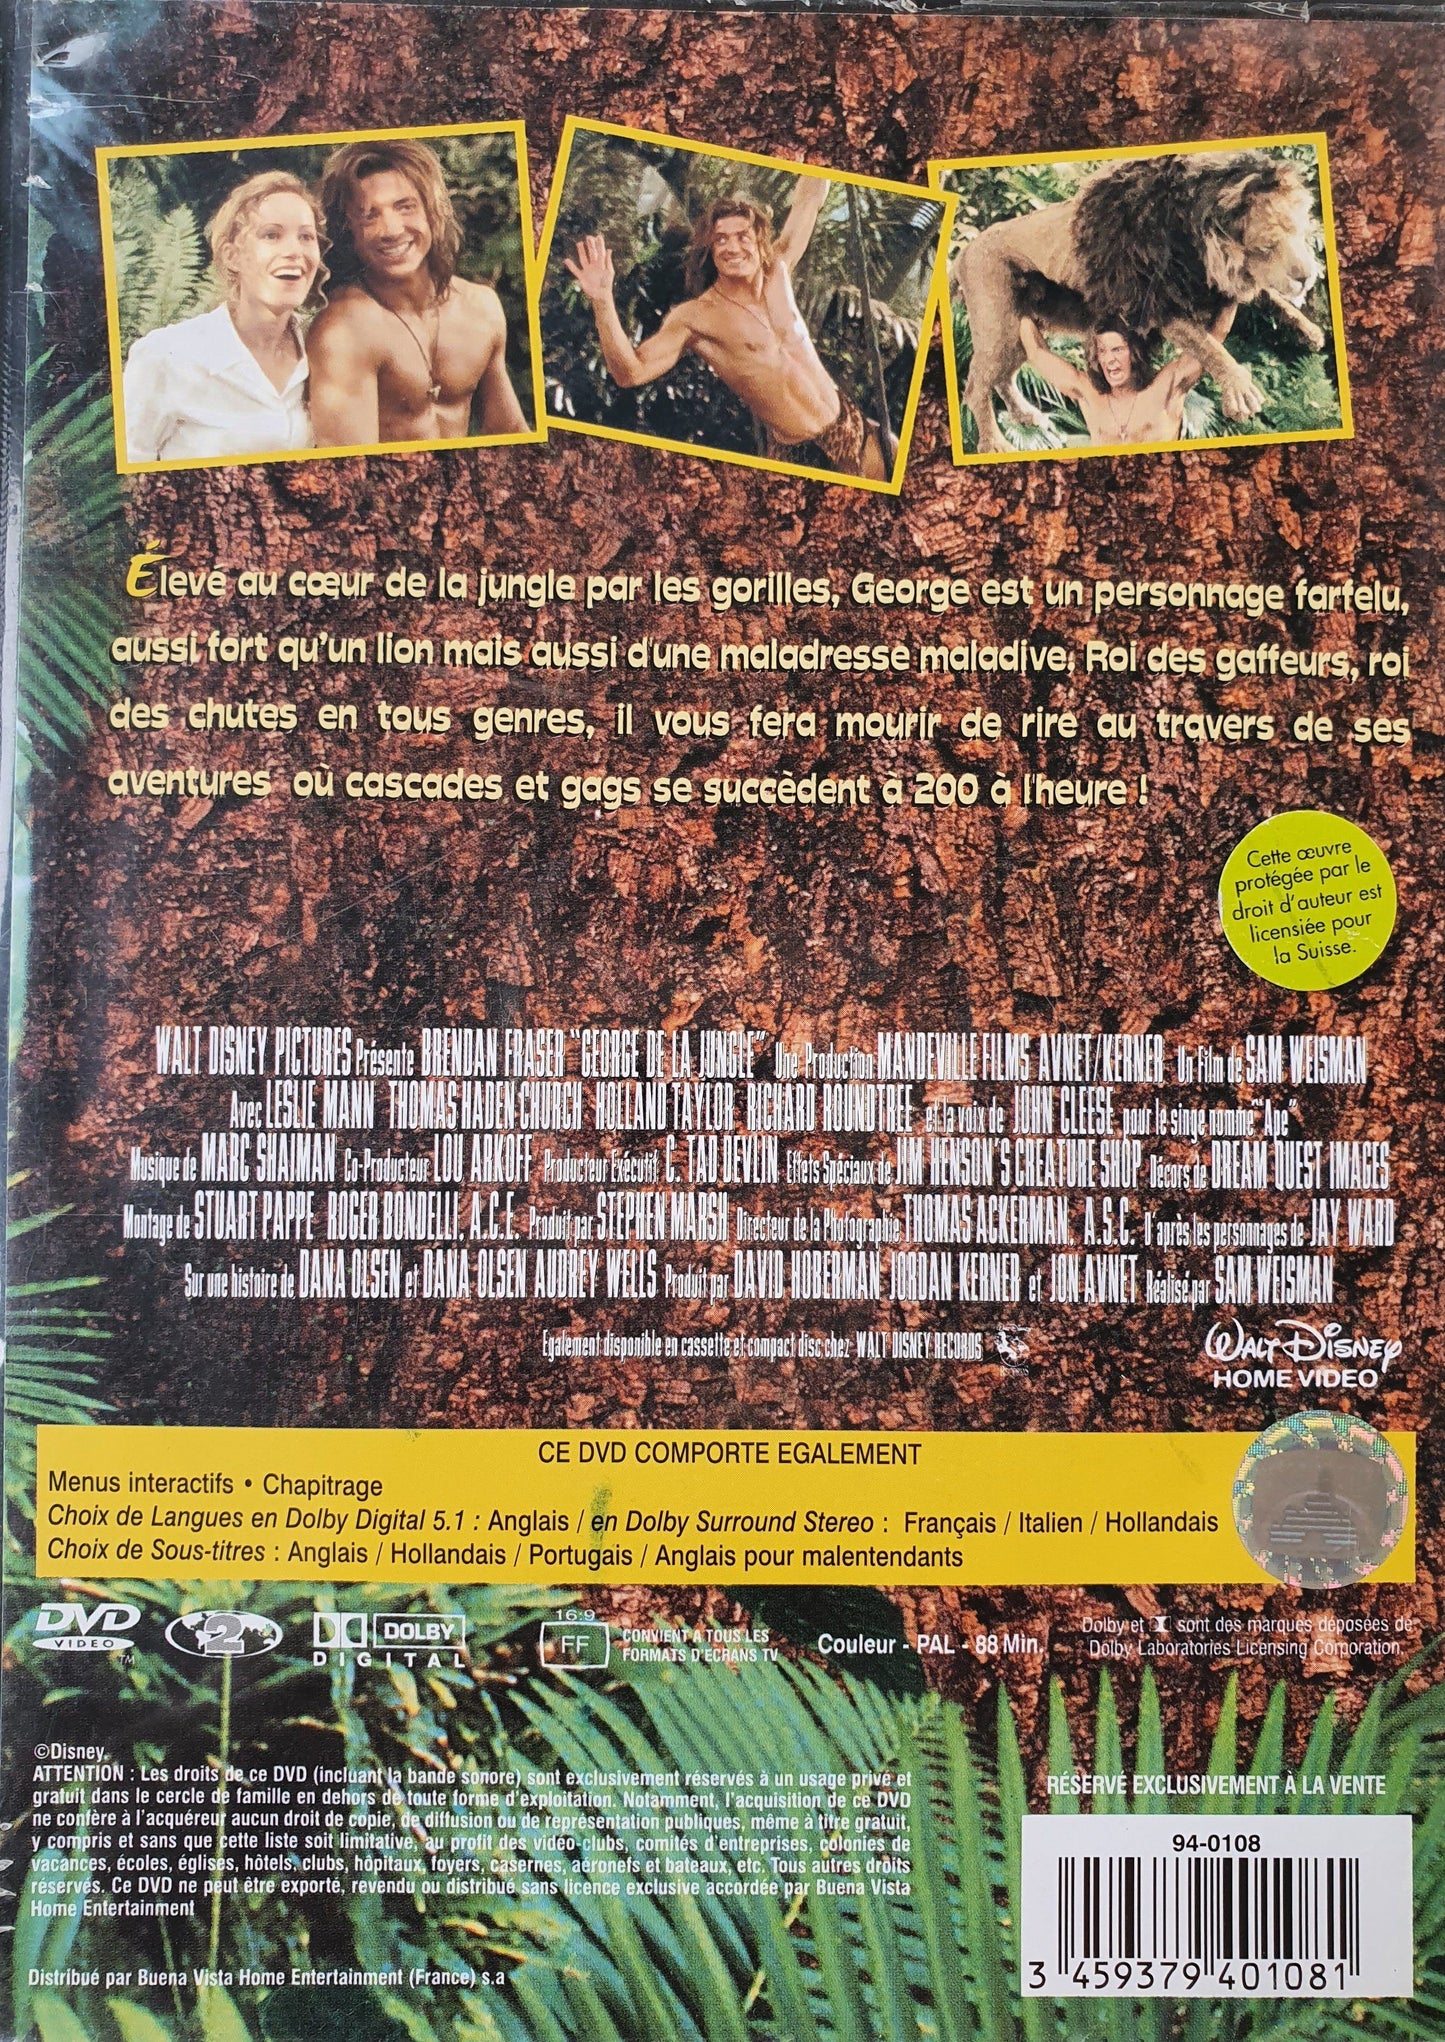 Élevé au cœur de la jungle par les gorilles, George est un personnage farfelu,
aussi fort qu'un lion mais aussi d'une maladresse maladive. Roi des gaffeurs, roi
des chutes en tous genres, il vous fera mourir de rire au travers de ses
aventures où cascades et gags se succèdent à 200 à l'heure !
Cette œuvre
protégée par le
droit d'auteur est
licensiée pour
la Suisse.
WALT DISNEY PICTURES Présente BRENDAN FRASER "GEORGE DE LA JUNGLE" Une Production MANDEVILLE FILMS AVNET/KERNER Un Film de SAM WEISMAN
Avec LESLIE MANN THOMAS HADEN CHURCH HOLLAND TAYLOR RICHARD ROUNDTREE et la voix de JOHN CLEESE pour le singe nommé "Ape"
Musique de MARC SHAIMAN Co-Producteur LOU ARKOFF Producteur Exécutif C. TAD DEVLIN Effets Spéciaux de JIM HENSON'S CREATURE SHOP Décors de DREAM QUEST IMAGES
Montage de STUART PAPPE ROGER BONDELLI, A.C.E. Produit par STEPHEN MARSH Directeur de la Photographie THOMAS ACKERMAN, A.S.C. D'après les personnages de JAY WARD
Sur une histoire de DANA OLSEN et DANA OLSEN AUDREY WELLS Produit par DAVID HOBERMAN JORDAN KERNER et JON AVNET Réalisé par SAM WEISMAN
Egalement disponible en cassette et compact disc chez WALT DISNEY RECORDS
WALT DISNEY
HOME VIDEO
CE DVD COMPORTE EGALEMENT
Menus interactifs • Chapitrage
Choix de Langues en Dolby Digital 5.1 : Anglais / en Dolby Surround Stereo : Français / Italien / Hollandais
Choix de Sous-titres : Anglais / Hollandais / Portugais / Anglais pour malentendants
DVD
VIDEO
TM
2
DOLBY
DIGITAL
16:9
FF
CONVIENT A TOUS LES
FORMATS D'ECRANS TV
Couleur - PAL - 88 Min.
Dolby et sont des marques déposées de
Dolby Laboratories Licensing Corporation.
©Disney.
ATTENTION : Les droits de ce DVD (incluant la bande sonore) sont exclusivement réservés à un usage privé et
gratuit dans le cercle de famille en dehors de toute forme d'exploitation. Notamment, l'acquisition de ce DVD
ne confère à l'acquéreur aucun droit de copie, de diffusion ou de représentation publiques, même à titre gratuit,
y compris et sans que cette liste soit limitative, au profit des vidéo-clubs, comités d'entreprises, colonies de
vacances, écoles, églises, hôtels, clubs, hôpitaux, foyers, casernes, aéronefs et bateaux, etc. Tous autres droits
réservés. Ce DVD ne peut être exporté, revendu ou distribué sans licence exclusive accordée par Buena Vista
Home Entertainment
Distribué par Buena Vista Home Entertainment (France) s.a
RÉSERVÉ EXCLUSIVEMENT À LA VENTE
94-0108
3 459379 401081